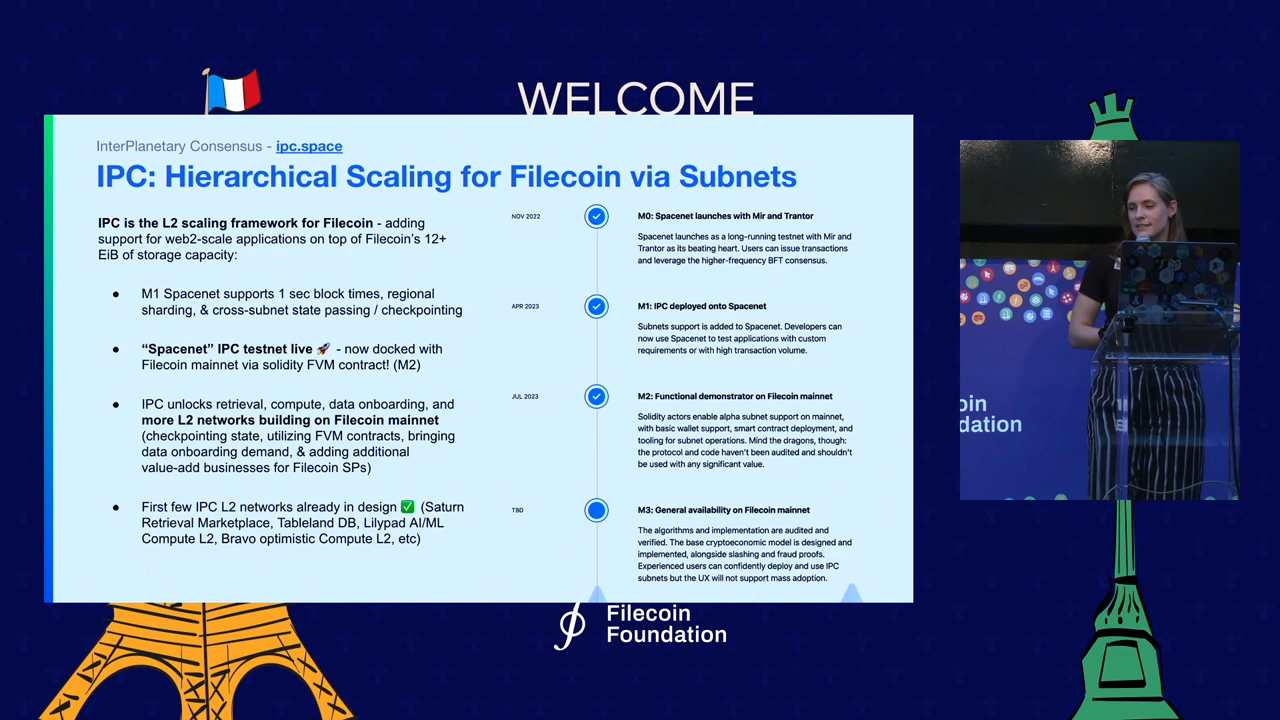 WELCOME
InterPlanetary Consensus - ipc.space
IPC: Hierarchical Scaling for Filecoin via Subnets
IPC is the L2 scaling framework for Filecoin - adding
support for web2-scale applications on top of Filecoin's 12+
EiB of storage capacity:
● M1 Spacenet supports 1 sec block times, regional
sharding, & cross-subnet state passing / checkpointing
● “Spacenet” IPC testnet live 🚀 - now docked with
Filecoin mainnet via solidity FVM contract! (M2)
● IPC unlocks retrieval, compute, data onboarding, and
more L2 networks building on Filecoin mainnet
(checkpointing state, utilizing FVM contracts, bringing
data onboarding demand, & adding additional
value-add businesses for Filecoin SPs)
● First few IPC L2 networks already in design ✅ (Saturn
Retrieval Marketplace, Tableland DB, Lilypad AI/ML
Compute L2, Bravo optimistic Compute L2, etc)
NOV 2022
M0: Spacenet launches with Mir and Trantor
Spacenet launches as a long-running testnet with Mir and
Trantor as its beating heart. Users can issue transactions
and leverage the higher-frequency BFT consensus.
APR 2023
M1: IPC deployed onto Spacenet
Subnets support is added to Spacenet. Developers can
now use Spacenet to test applications with custom
requirements or with high transaction volume.
JUL 2023
M2: Functional demonstrator on Filecoin mainnet
Solidity actors enable alpha subnet support on mainnet,
with basic wallet support, smart contract deployment, and
tooling for subnet operations. Mind the dragons, though:
the protocol and code haven't been audited and shouldn't
be used with any significant value.
TBD
M3: General availability on Filecoin mainnet
The algorithms and implementation are audited and
verified. The base cryptoeconomic model is designed and
implemented, alongside slashing and fraud proofs.
Experienced users can confidently deploy and use IPC
subnets but the UX will not support mass adoption.
Filecoin
Foundation
oin
dation